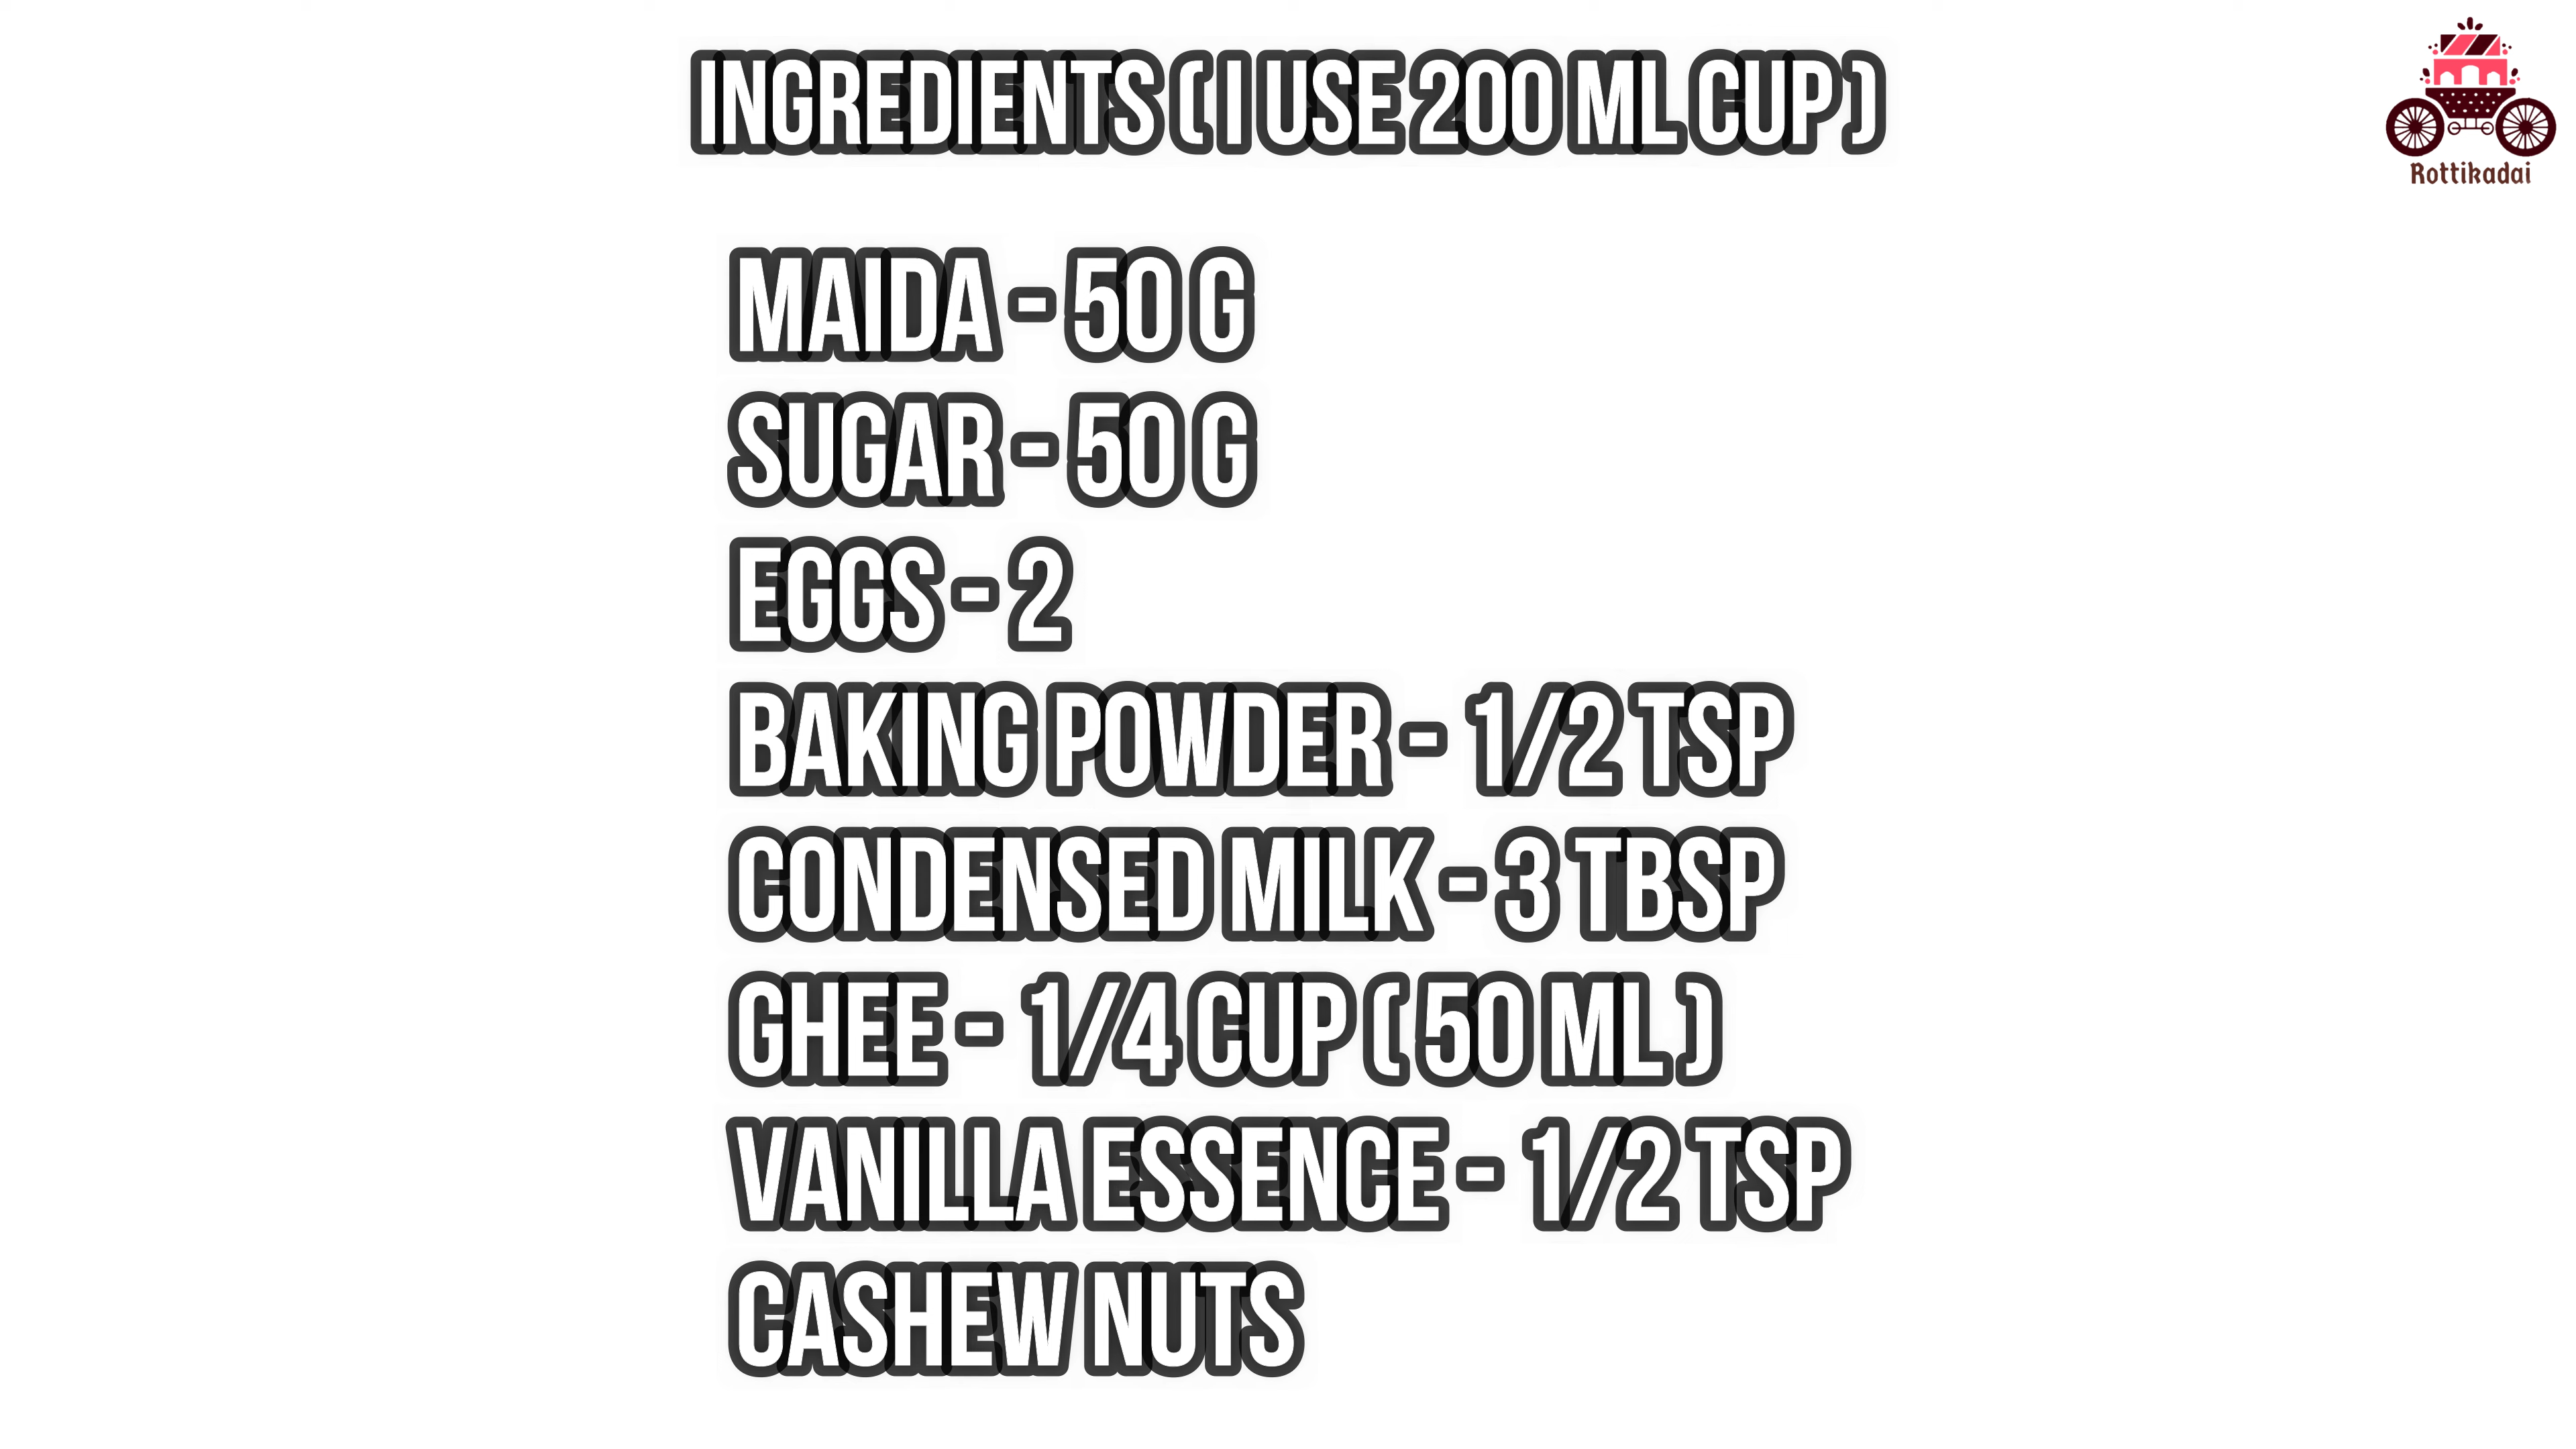 INGREDIENTS ( I USE 200 ML CUP )
Rottikadai
MAIDA - 50 G
SUGAR - 50 G
EGGS - 2
BAKING POWDER - 1/2 TSP
CONDENSED MILK - 3 TBSP
GHEE - 1/4 CUP ( 50 ML )
VANILLA ESSENCE - 1/2 TSP
CASHEW NUTS